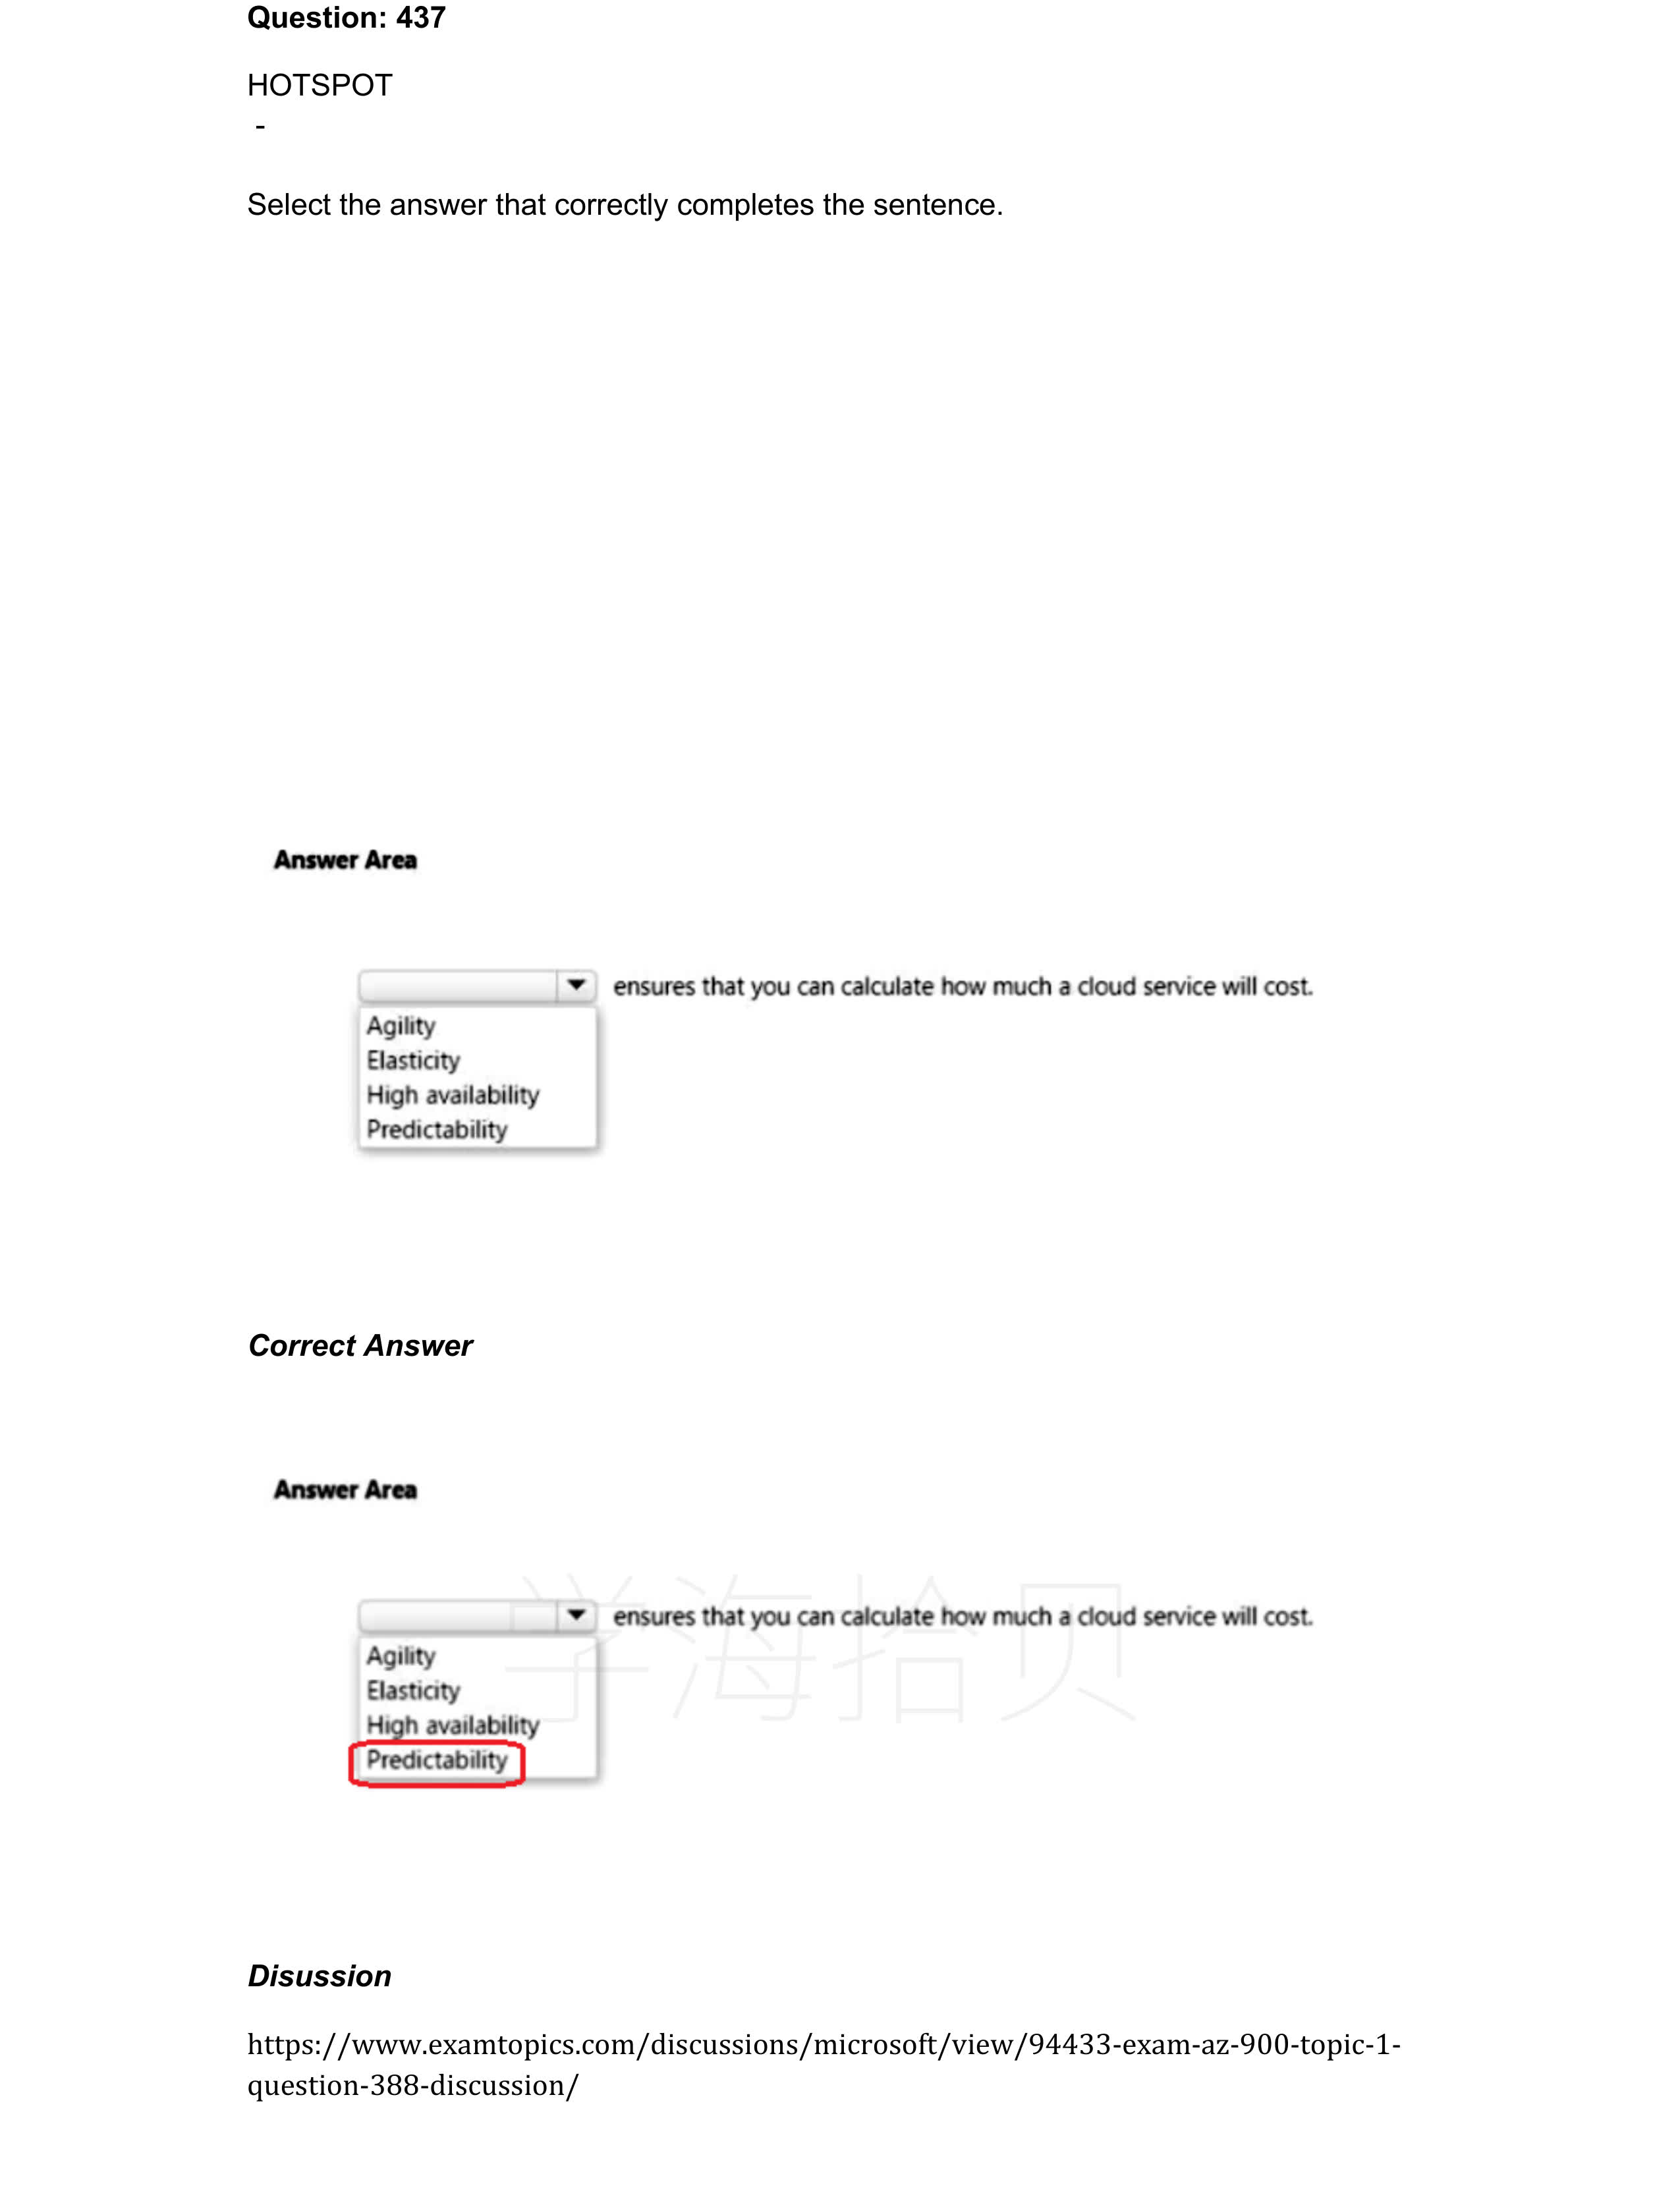 Question: 437
HOTSPOT
-
Select the answer that correctly completes the sentence.
Answer Area
ensures that you can calculate how much a cloud service will cost.
Agility
Elasticity
High availability
Predictability
Correct Answer
Answer Area
ensures that you can calculate how much a cloud service will cost.
学海拾贝
Agility
Elasticity
High availability
Predictability
Disussion
https://www.examtopics.com/discussions/microsoft/view/94433-exam-az-900-topic-1-
question-388-discussion/